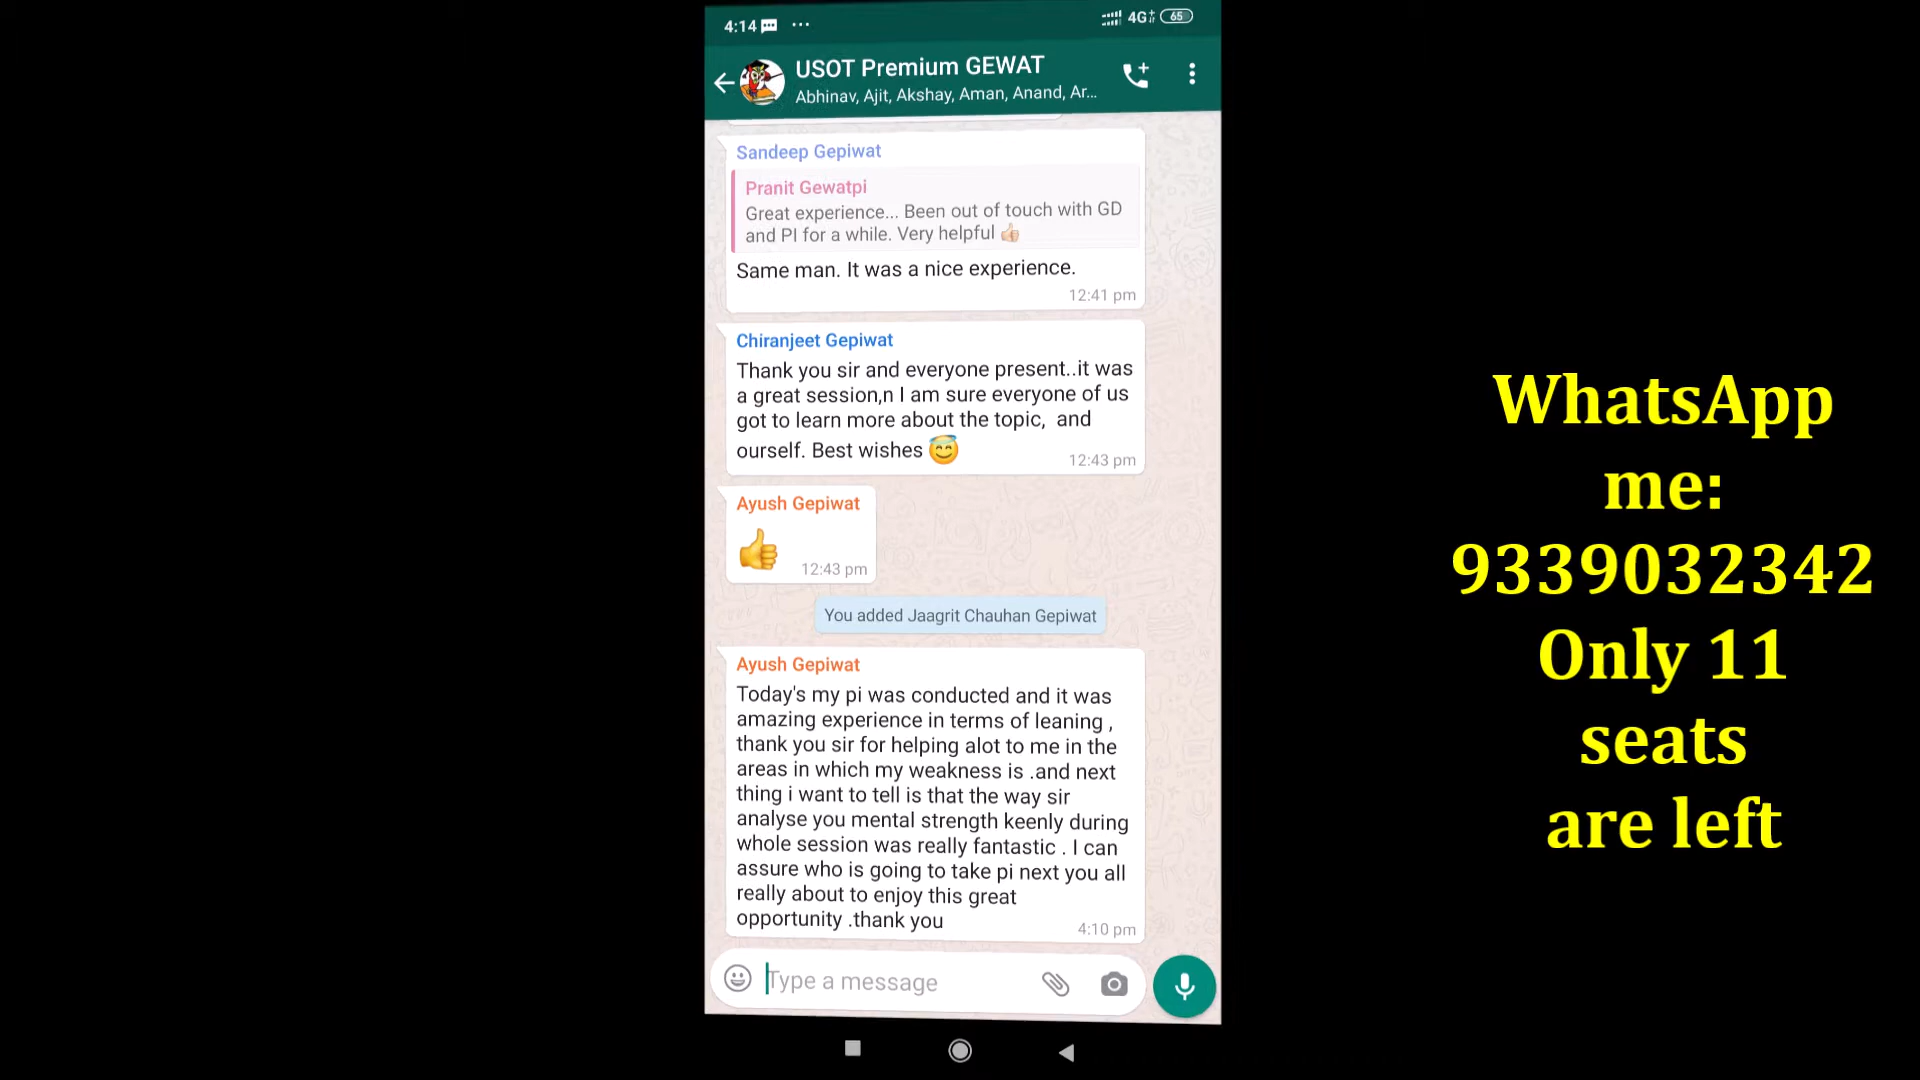 4:14
4G+
65
USOT Premium GEWAT
Abhinav, Ajit, Akshay, Aman, Anand, Ar...
Sandeep Gepiwat
Pranit Gewatpi
Great experience... Been out of touch with GD
and PI for a while. Very helpful 👍🏻
Same man. It was a nice experience.
12:41 pm
Chiranjeet Gepiwat
Thank you sir and everyone present..it was
a great session,n I am sure everyone of us
got to learn more about the topic, and
ourself. Best wishes 😇
12:43 pm
Ayush Gepiwat
👍
12:43 pm
You added Jaagrit Chauhan Gepiwat
Ayush Gepiwat
Today's my pi was conducted and it was
amazing experience in terms of leaning ,
thank you sir for helping alot to me in the
areas in which my weakness is .and next
thing i want to tell is that the way sir
analyse you mental strength keenly during
whole session was really fantastic . I can
assure who is going to take pi next you all
really about to enjoy this great
opportunity .thank you
4:10 pm
Type a message
WhatsApp
me:
9339032342
Only 11
seats
are left